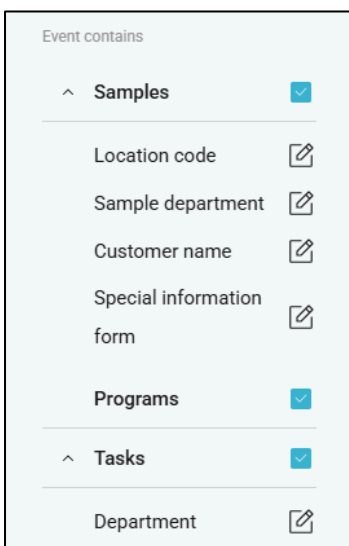 Event contains
Samples
Location code
Sample department
Customer name
Special information
form
Programs
Tasks
Department